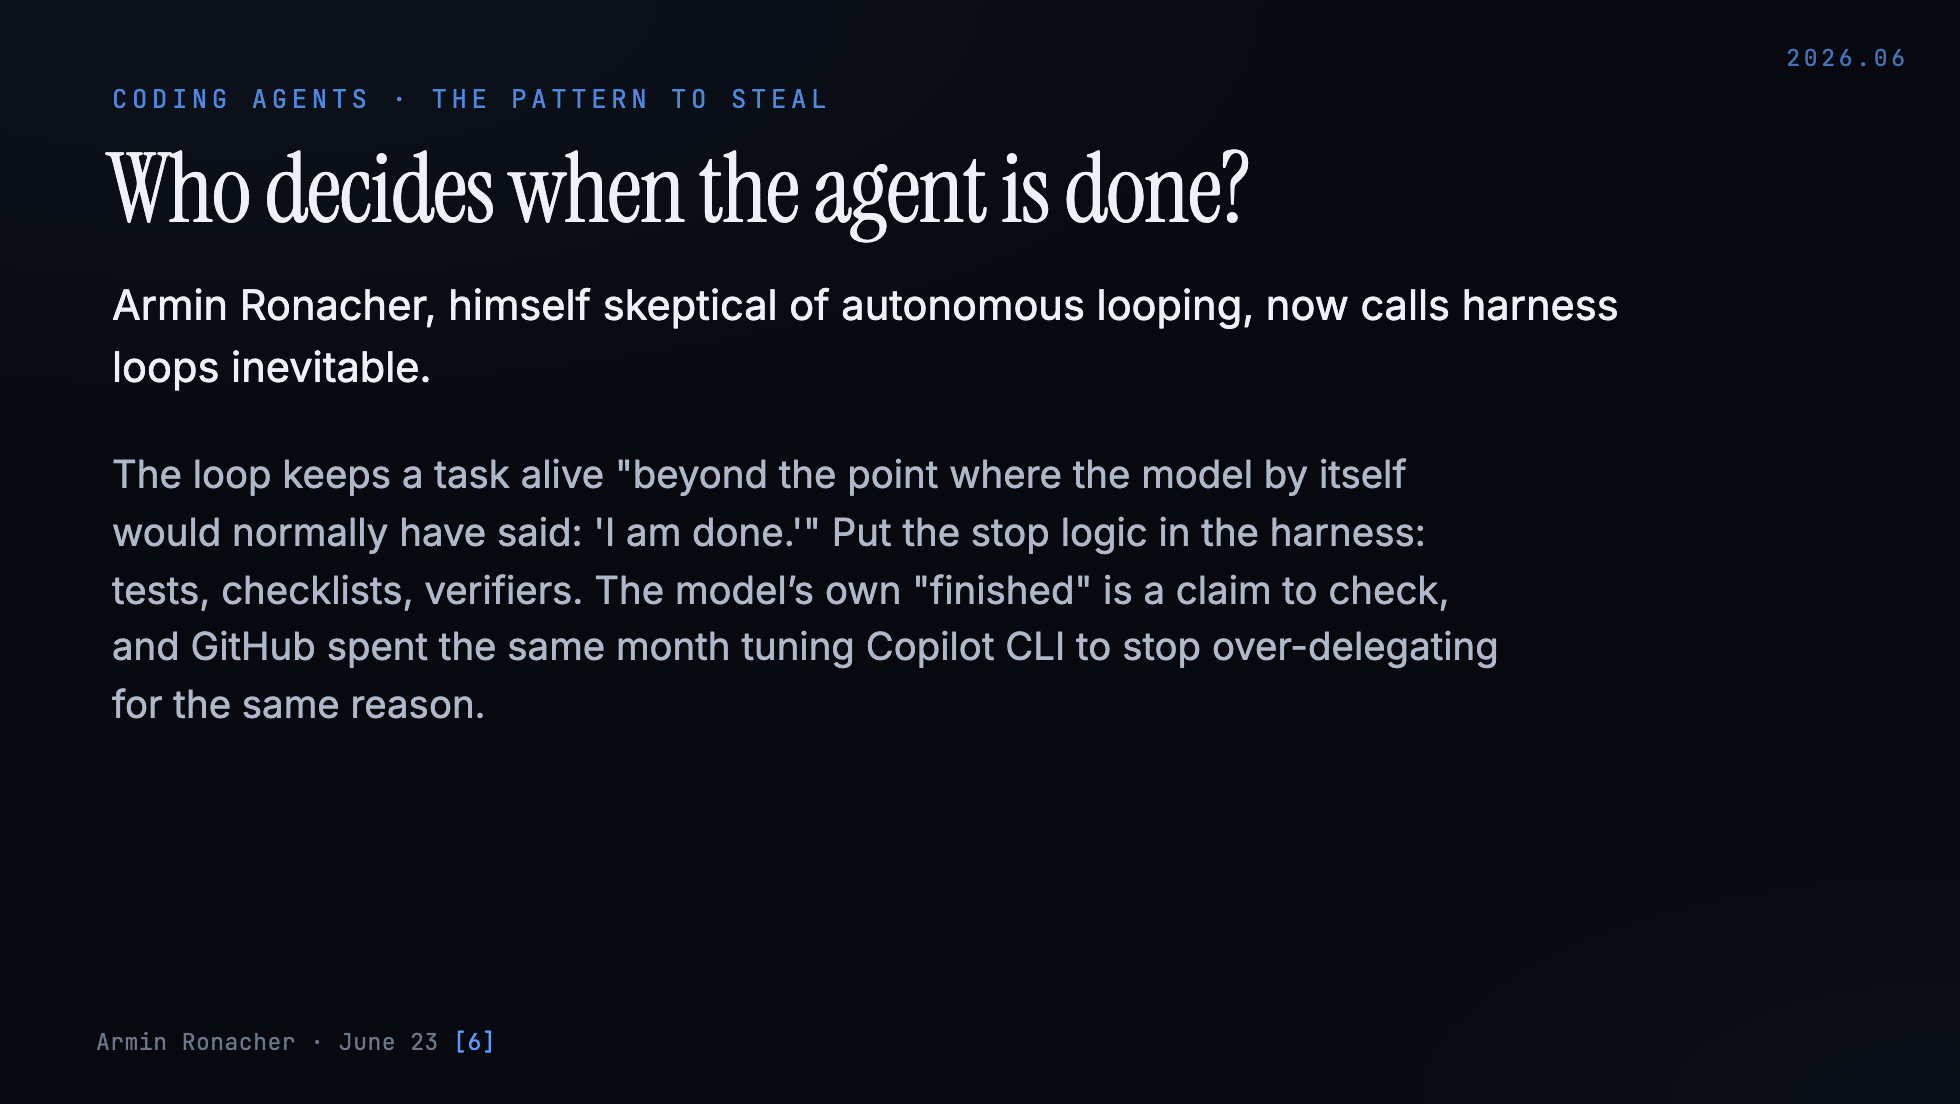 2026.06
CODING AGENTS · THE PATTERN TO STEAL
Who decides when the agent is done?
Armin Ronacher, himself skeptical of autonomous looping, now calls harness
loops inevitable.
The loop keeps a task alive "beyond the point where the model by itself
would normally have said: 'I am done.'" Put the stop logic in the harness:
tests, checklists, verifiers. The model’s own "finished" is a claim to check,
and GitHub spent the same month tuning Copilot CLI to stop over-delegating
for the same reason.
Armin Ronacher · June 23 [6]